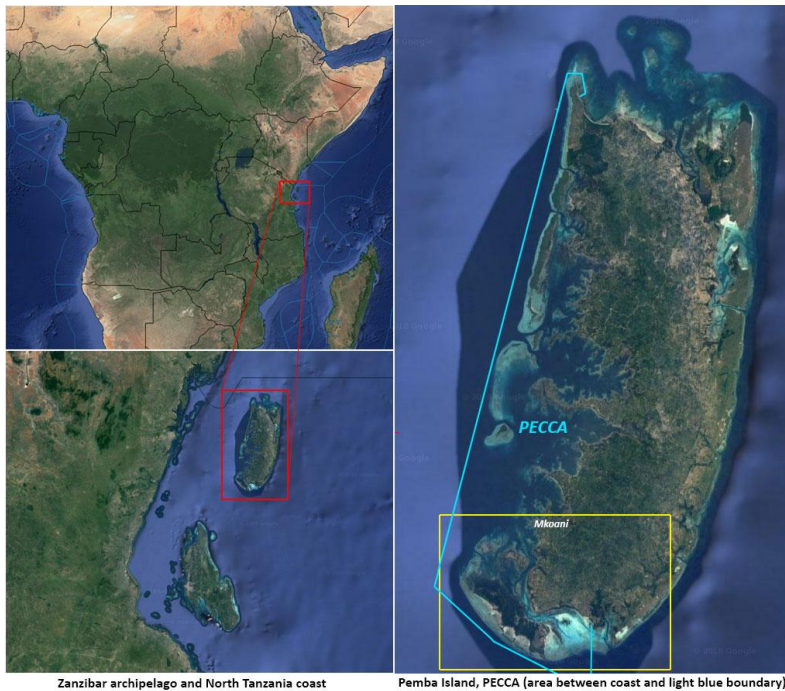 PECCA
Mkoani
Zanzibar archipelago and North Tanzania coast
Pemba Island, PECCA (area between coast and light blue boundary)